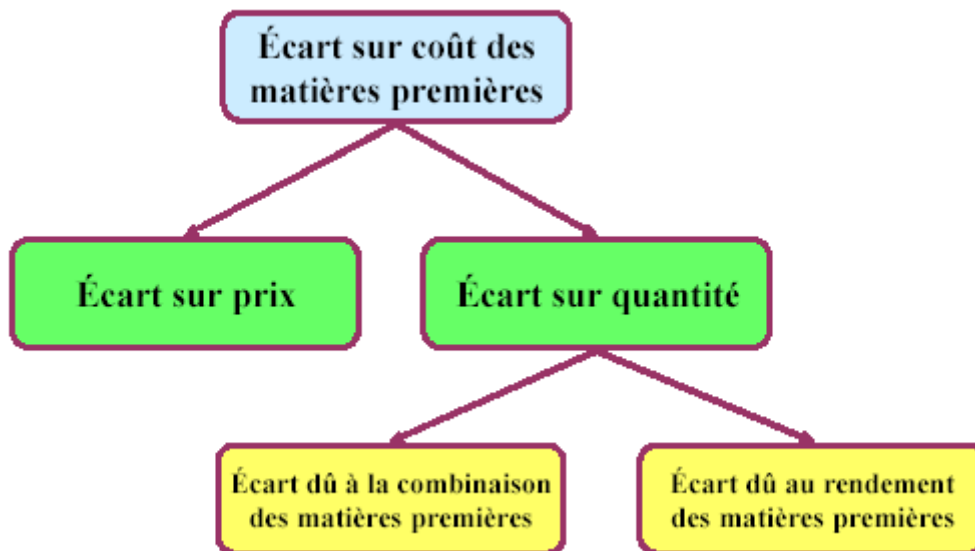 Écart sur coût des
matières premières
Écart sur prix
Écart sur quantité
Écart dû à la combinaison
des matières premières
Écart dû au rendement
des matières premières